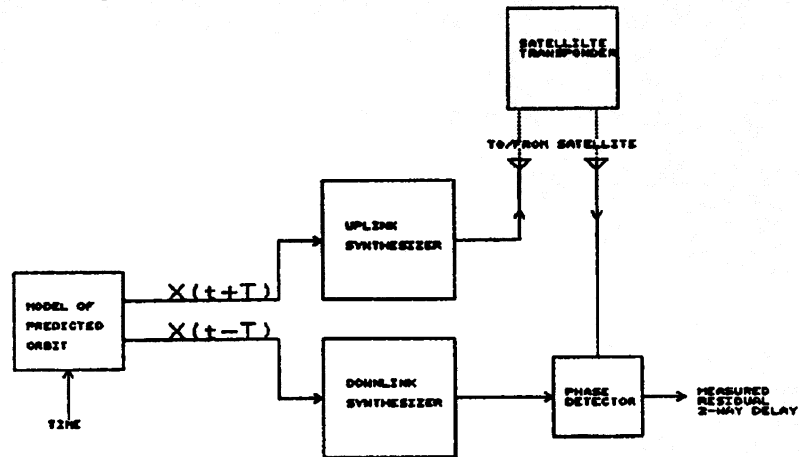 SATELLILTE
TRANSPONDER
TO/FROM SATELLITE
UPLINK
SYNTHESIZER
X(t+T)
MODEL OF
PREDICTED
ORBIT
X(t-T)
DOWNLINK
SYNTHESIZER
PHASE
DETECTOR
MEASURED
RESIDUAL
2-WAY DELAY
TIME